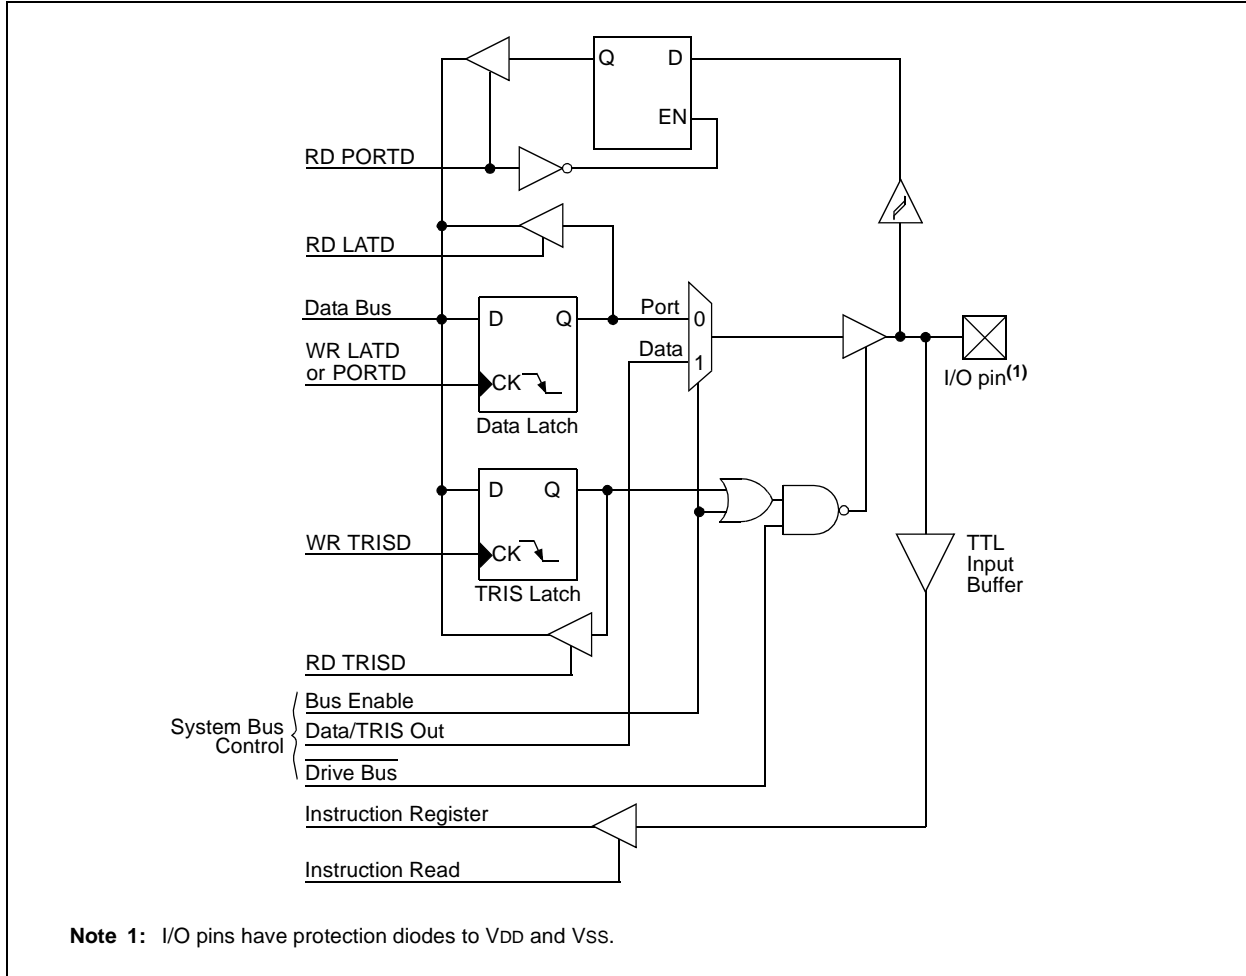 Q
D
EN
RD PORTD
RD LATD
Data Bus
D
Q
Port
0
WR LATD
or PORTD
CK
Data
1
I/O pin(1)
Data Latch
D
Q
WR TRISD
CK
TTL
Input
Buffer
TRIS Latch
RD TRISD
System Bus
Control
Bus Enable
Data/TRIS Out
Drive Bus
Instruction Register
Instruction Read
Note 1: I/O pins have protection diodes to VDD and VSS.